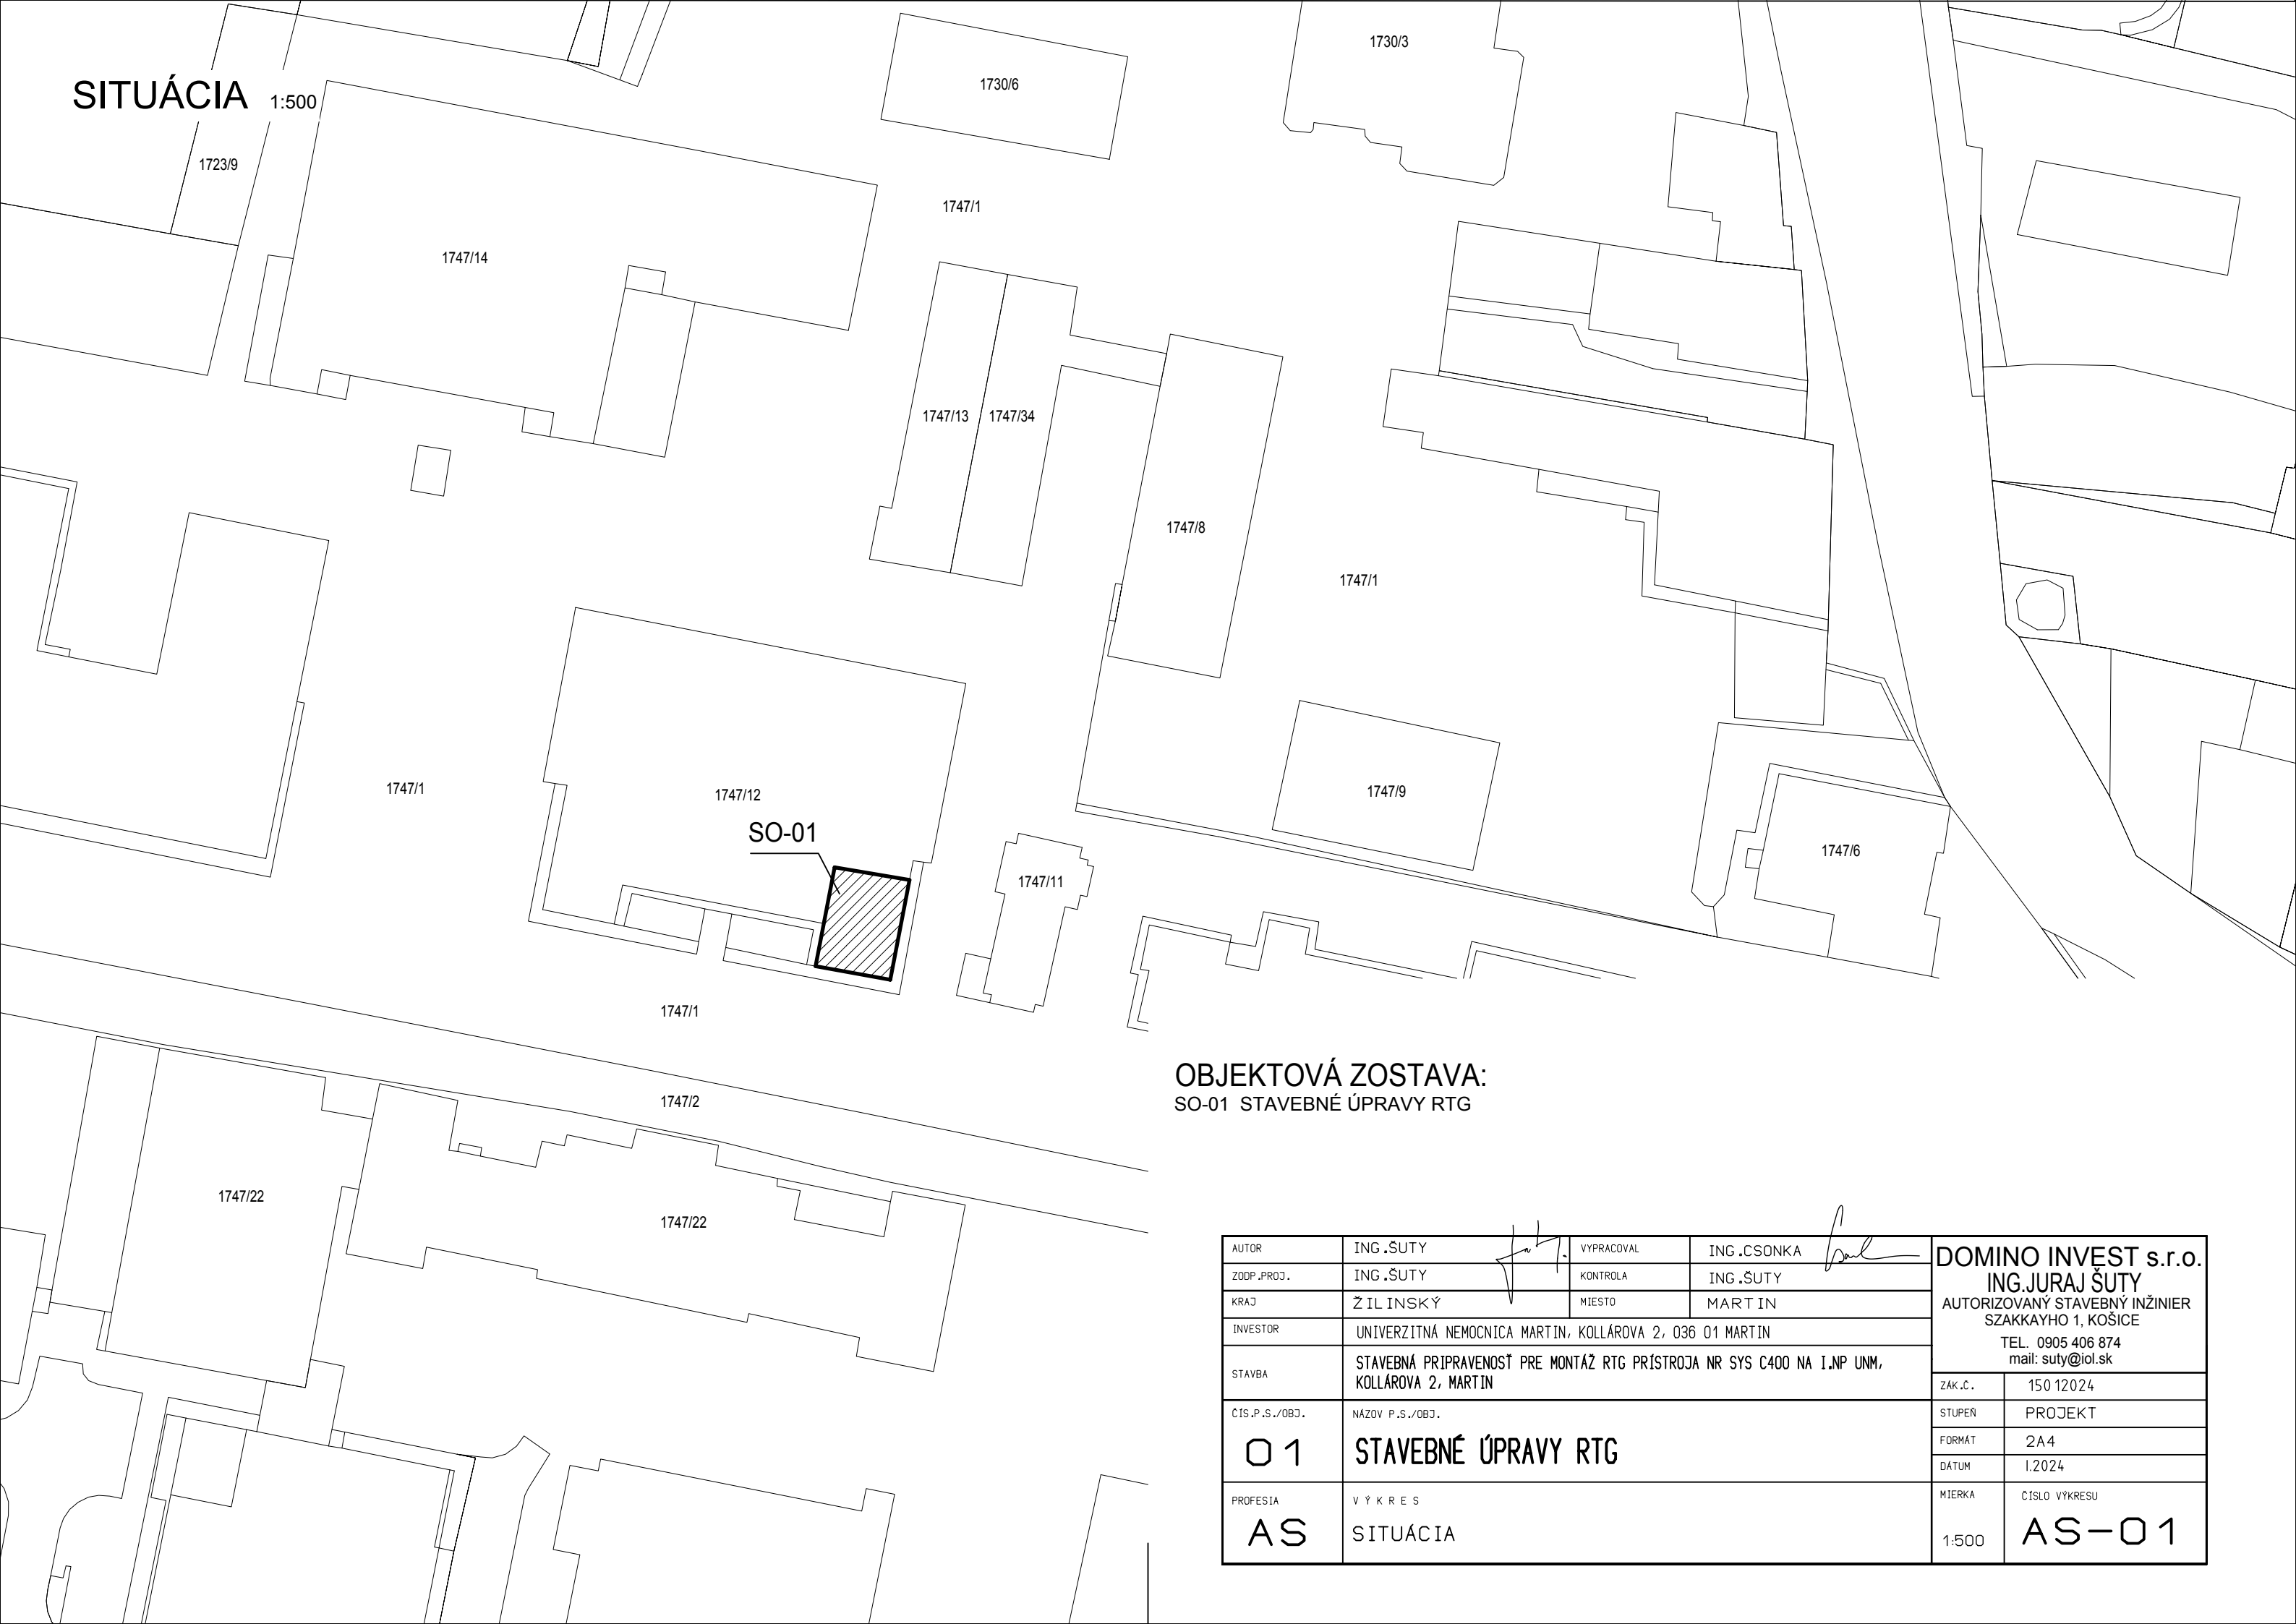 SITUÁCIA 1:500
1730/3
1730/6
1723/9
1747/1
1747/14
1747/13
1747/34
1747/8
1747/1
1747/1
1747/12
1747/9
SO-01
1747/6
1747/11
1747/1
OBJEKTOVÁ ZOSTAVA:
SO-01 STAVEBNÉ ÚPRAVY RTG
1747/2
1747/22
1747/22
AUTOR ING.ŠUTY VYPRACOVAL ING.CSONKA
ZODP.PROJ. ING.ŠUTY KONTROLA ING.ŠUTY
KRAJ ŽILINSKÝ MIESTO MARTIN
INVESTOR UNIVERZITNÁ NEMOCNICA MARTIN, KOLLÁROVA 2, 036 01 MARTIN
STAVBA STAVEBNÁ PRIPRAVENOSŤ PRE MONTÁŽ RTG PRÍSTROJA NR SYS C400 NA I.NP UNM,
KOLLÁROVA 2, MARTIN
ČÍS.P.S./OBJ. NÁZOV P.S./OBJ.
01 STAVEBNÉ ÚPRAVY RTG
PROFESIA VÝKRES
AS SITUÁCIA
DOMINO INVEST s.r.o.
ING.JURAJ ŠUTY
AUTORIZOVANÝ STAVEBNÝ INŽINIER
SZAKKAYHO 1, KOŠICE
TEL. 0905 406 874
mail: suty@iol.sk
ZÁK.Č. 15012024
STUPEŇ PROJEKT
FORMÁT 2A4
DÁTUM I.2024
MIERKA ČÍSLO VÝKRESU
1:500 AS-01